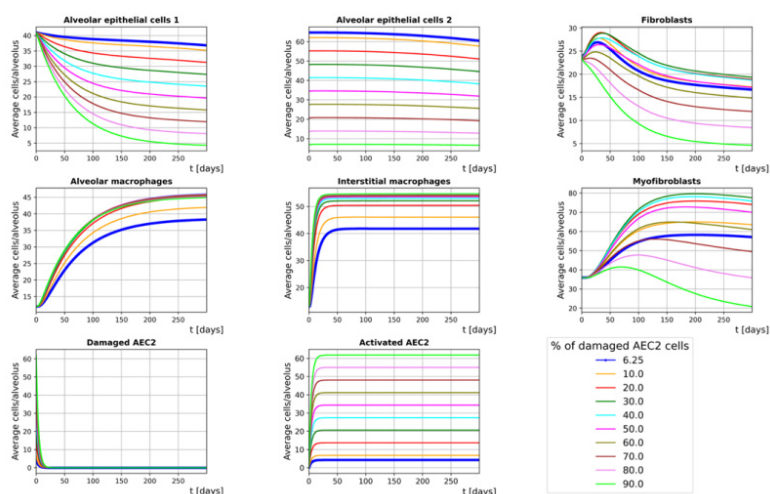 Alveolar epithelial cells 1
Average cells/alveolus
40
35
30
25
20
15
10
5
0 50 100 150 200 250
t [days]
Alveolar epithelial cells 2
Average cells/alveolus
60
50
40
30
20
10
0 50 100 150 200 250
t [days]
Fibroblasts
Average cells/alveolus
30
25
20
15
10
5
0 50 100 150 200 250
t [days]
Alveolar macrophages
Average cells/alveolus
45
40
35
30
25
20
15
0 50 100 150 200 250
t [days]
Interstitial macrophages
Average cells/alveolus
50
40
30
20
0 50 100 150 200 250
t [days]
Myofibroblasts
Average cells/alveolus
80
70
60
50
40
30
20
0 50 100 150 200 250
t [days]
Damaged AEC2
Average cells/alveolus
60
50
40
30
20
10
0
0 50 100 150 200 250
t [days]
Activated AEC2
Average cells/alveolus
60
50
40
30
20
10
0
0 50 100 150 200 250
t [days]
% of damaged AEC2 cells
6.25
10.0
20.0
30.0
40.0
50.0
60.0
70.0
80.0
90.0